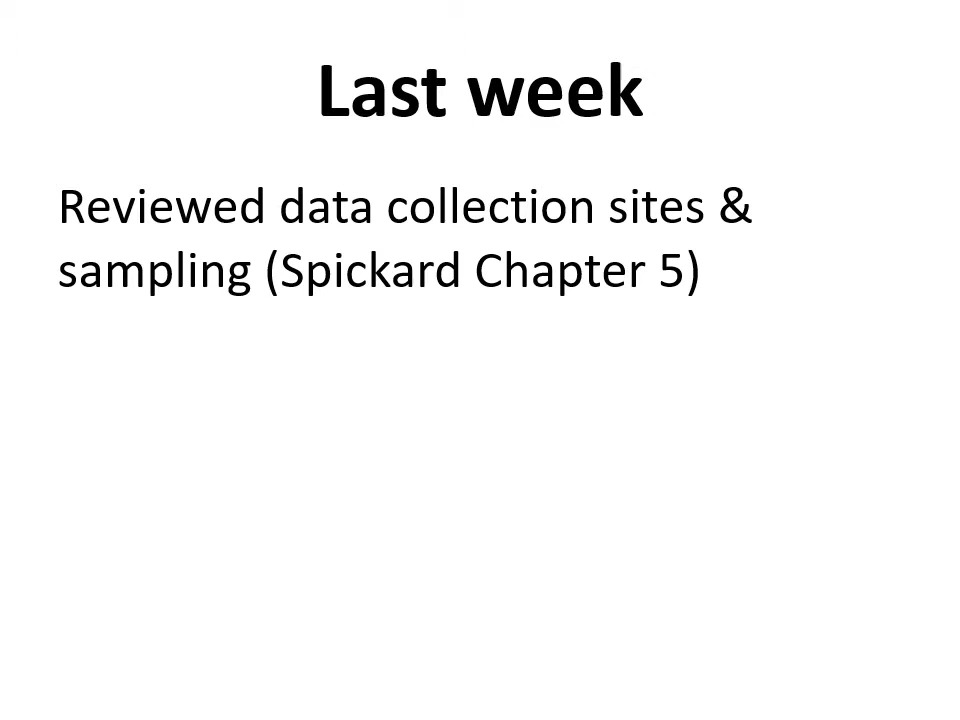 Last week
Reviewed data collection sites &
sampling (Spickard Chapter 5)